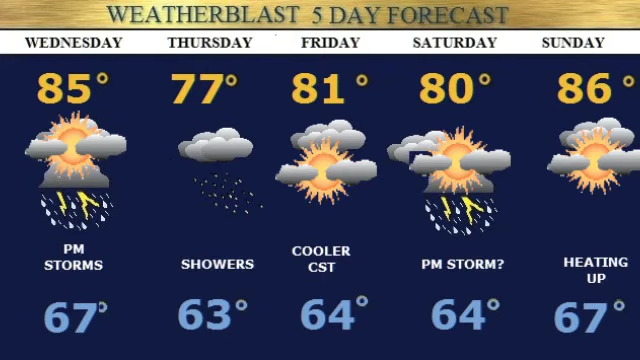 WEATHERBLAST 5 DAY FORECAST
WEDNESDAY THURSDAY FRIDAY SATURDAY SUNDAY
85° 77° 81° 80° 86°
PM
STORMS
SHOWERS
COOLER
CST
PM STORM?
HEATING
UP
67° 63° 64° 64° 67°